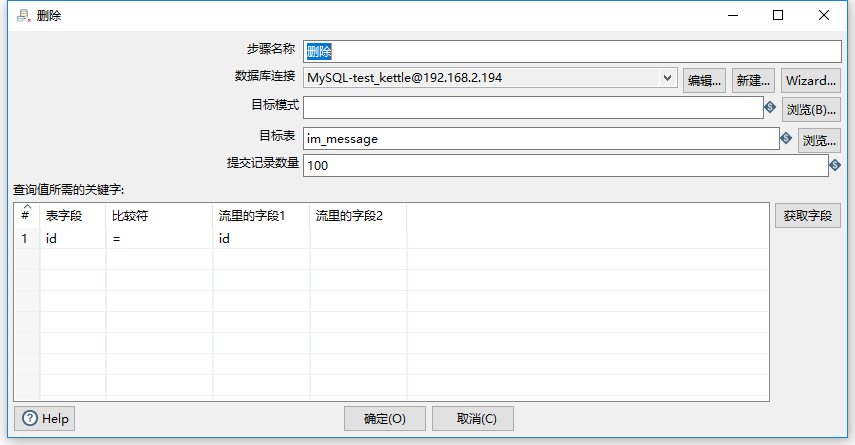 删除
步骤名称 删除
数据库连接 MySQL-test_kettle@192.168.2.194 编辑... 新建... Wizard...
目标模式 浏览(B)...
目标表 im_message 浏览...
提交记录数量 100
查询值所需的关键字:
# 表字段 比较符 流里的字段1 流里的字段2 获取字段
1 id = id
Help 确定(O) 取消(C)